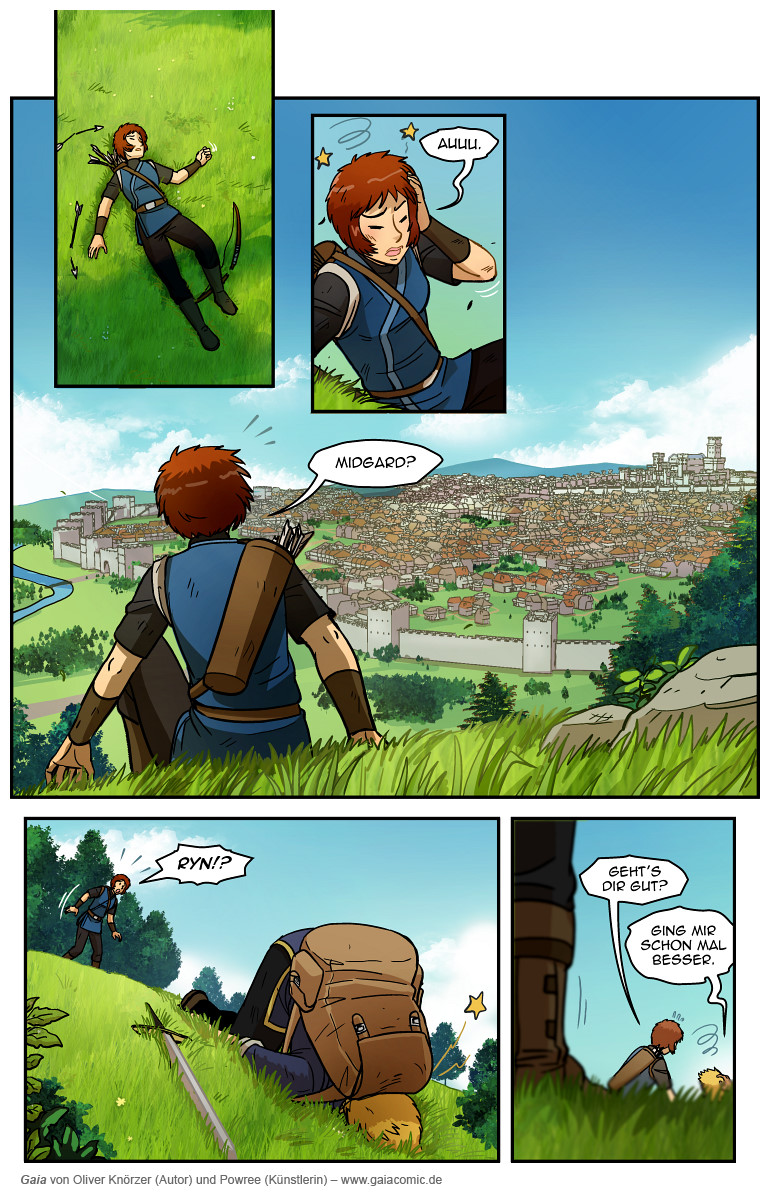 AUUU.
MIDGARD?
RYN!?
GEHT'S
DIR GUT?
GING MIR
SCHON MAL
BESSER.
Gaia von Oliver Knörzer (Autor) und Powree (Künstlerin) – www.gaiacomic.de